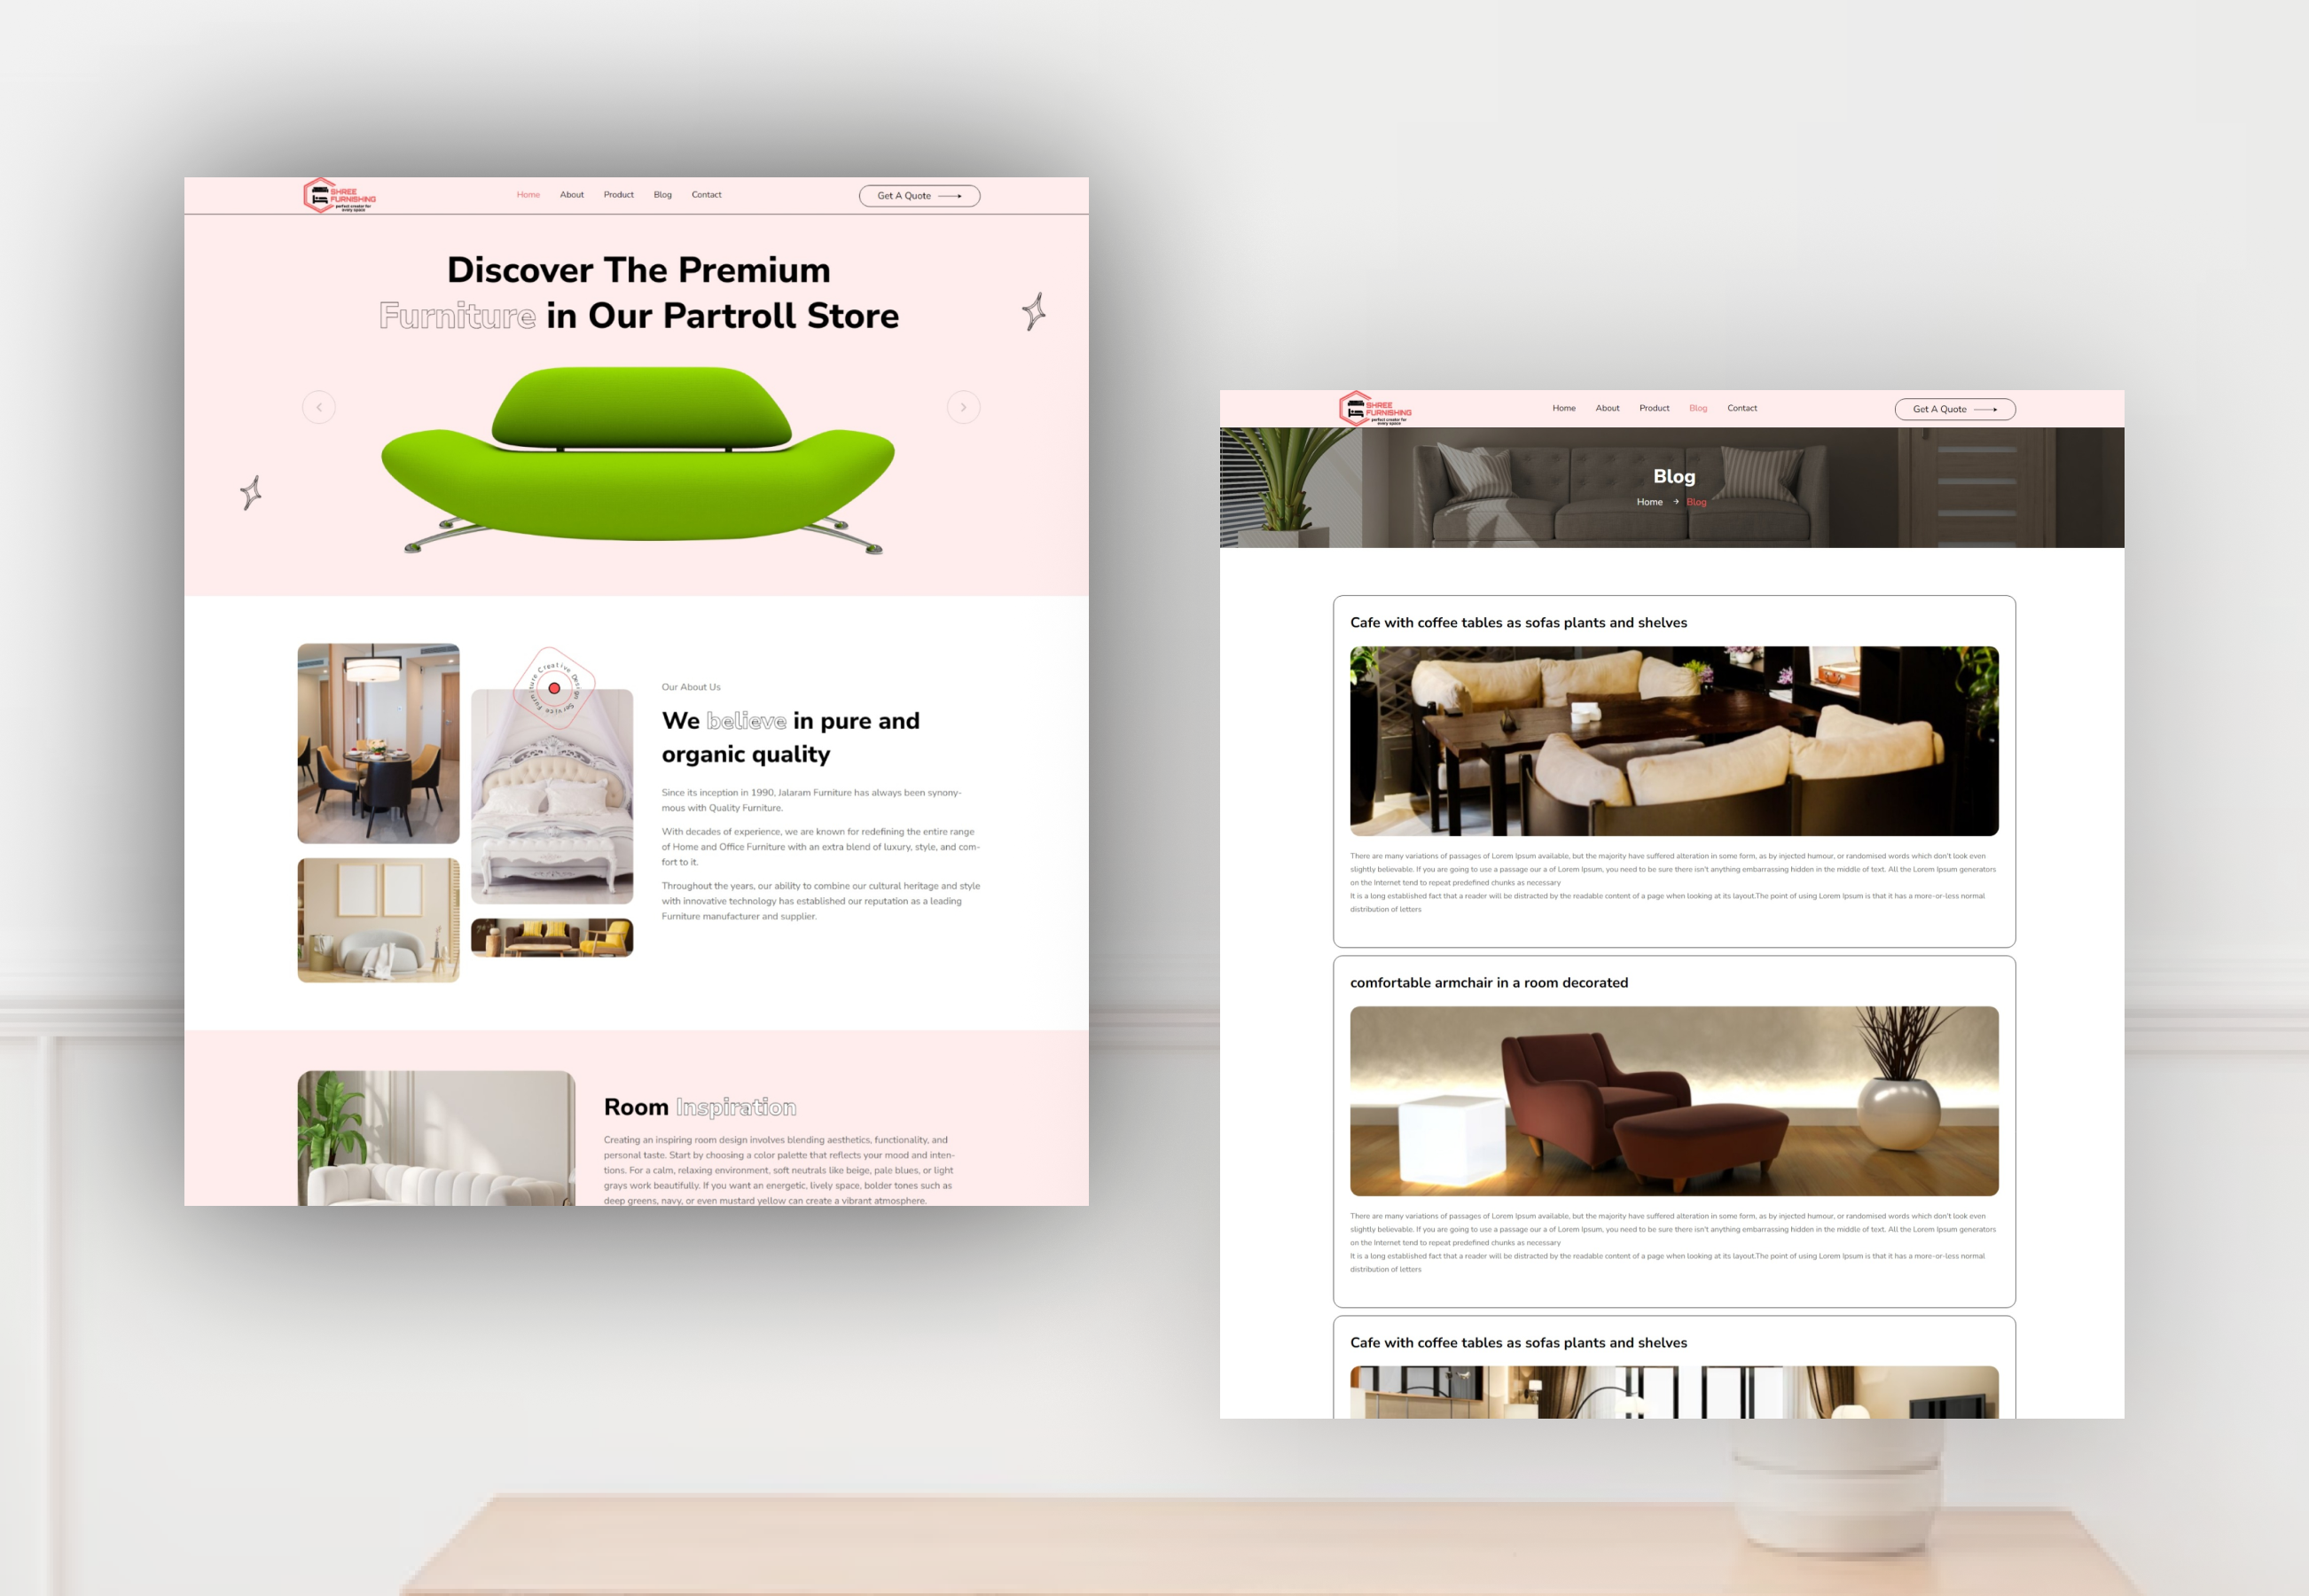 SHREE
FURNISHING
perfect creator for
every space
Home About Product Blog Contact
Get A Quote
Discover The Premium
Furniture in Our Partroll Store
Creative Design Service Furniture
Our About Us
We believe in pure and
organic quality
Since its inception in 1990, Jalaram Furniture has always been synony-
mous with Quality Furniture.
With decades of experience, we are known for redefining the entire range
of Home and Office Furniture with an extra blend of luxury, style, and com-
fort to it.
Throughout the years, our ability to combine our cultural heritage and style
with innovative technology has established our reputation as a leading
Furniture manufacturer and supplier.
Room Inspiration
Creating an inspiring room design involves blending aesthetics, functionality, and
personal taste. Start by choosing a color palette that reflects your mood and inten-
tions. For a calm, relaxing environment, soft neutrals like beige, pale blues, or light
grays work beautifully. If you want an energetic, lively space, bolder tones such as
deep greens, navy, or even mustard yellow can create a vibrant atmosphere.
SHREE
FURNISHING
perfect creator for
every space
Home About Product Blog Contact
Get A Quote
Blog
Home → Blog
Cafe with coffee tables as sofas plants and shelves
There are many variations of passages of Lorem Ipsum available, but the majority have suffered alteration in some form, as by injected humour, or randomised words which don't look even
slightly believable. If you are going to use a passage our a of Lorem Ipsum, you need to be sure there isn't anything embarrassing hidden in the middle of text. All the Lorem Ipsum generators
on the Internet tend to repeat predefined chunks as necessary
It is a long established fact that a reader will be distracted by the readable content of a page when looking at its layout.The point of using Lorem Ipsum is that it has a more-or-less normal
distribution of letters
comfortable armchair in a room decorated
There are many variations of passages of Lorem Ipsum available, but the majority have suffered alteration in some form, as by injected humour, or randomised words which don't look even
slightly believable. If you are going to use a passage our a of Lorem Ipsum, you need to be sure there isn't anything embarrassing hidden in the middle of text. All the Lorem Ipsum generators
on the Internet tend to repeat predefined chunks as necessary
It is a long established fact that a reader will be distracted by the readable content of a page when looking at its layout.The point of using Lorem Ipsum is that it has a more-or-less normal
distribution of letters
Cafe with coffee tables as sofas plants and shelves